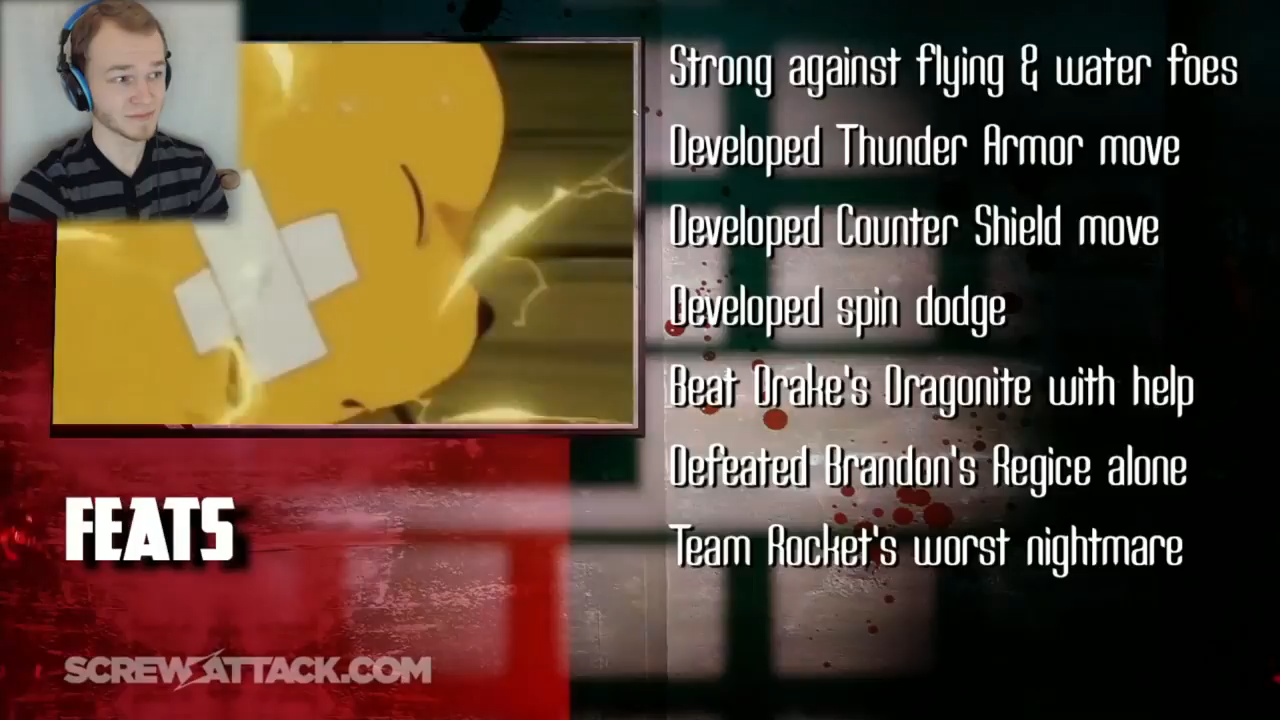 Strong against flying & water foes
Developed Thunder Armor move
Developed Counter Shield move
Developed spin dodge
Beat Drake's Dragonite with help
Defeated Brandon's Regice alone
Team Rocket's worst nightmare
FEATS
SCREWATTACK.COM